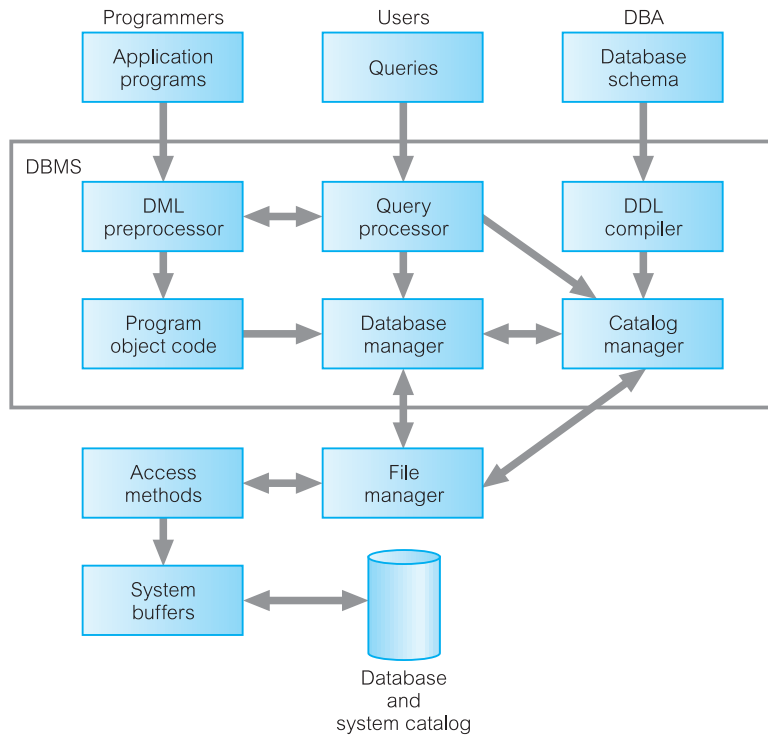 Programmers
Users
DBA
Application
programs
Queries
Database
schema
DBMS
DML
preprocessor
Query
processor
DDL
compiler
Program
object code
Database
manager
Catalog
manager
Access
methods
File
manager
System
buffers
Database
and
system catalog